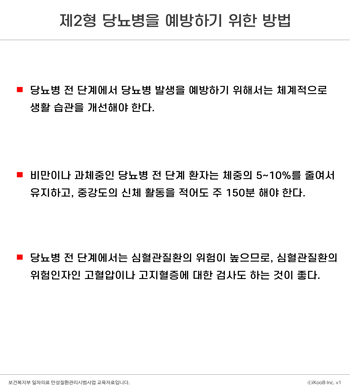 제2형 당뇨병을 예방하기 위한 방법
당뇨병 전 단계에서 당뇨병 발생을 예방하기 위해서는 체계적으로
생활 습관을 개선해야 한다.
비만이나 과체중인 당뇨병 전 단계 환자는 체중의 5~10%를 줄여서
유지하고, 중강도의 신체 활동을 적어도 주 150분 해야 한다.
당뇨병 전 단계에서는 심혈관질환의 위험이 높으므로, 심혈관질환의
위험인자인 고혈압이나 고지혈증에 대한 검사도 하는 것이 좋다.
보건복지부 일차의료 만성질환관리시범사업 교육자료입니다.
ⓒiKooB Inc. v1